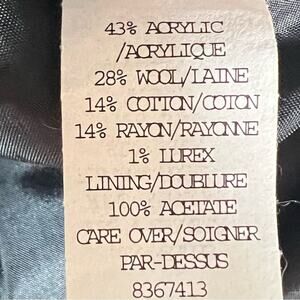 43% ACRYLIC
/ACRYLIQUE
28% WOOL/LAINE
14% COTTON/COTON
14% RAYON/RAYONNE
1% LUREX
LINING/DOUBLURE
100% ACETATE
CARE OVER/SOIGNER
PAR-DESSUS
8367413